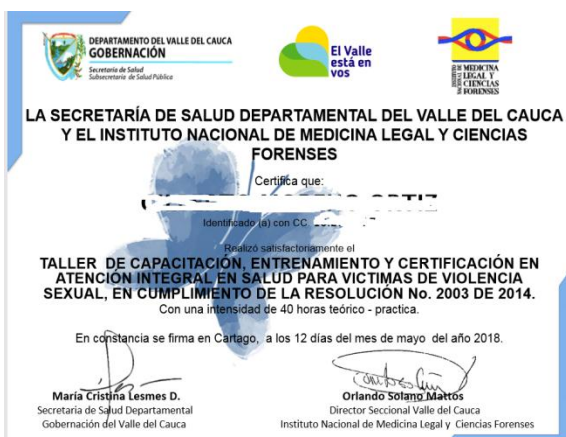 DEPARTAMENTO DEL VALLE DEL CAUCA
GOBERNACIÓN
Secretaría de Salud
Subsecretaría de Salud Pública
El Valle
está en
vos
INSTITUTO
NACIONAL DE
MEDICINA
LEGAL Y
CIENCIAS
FORENSES
LA SECRETARÍA DE SALUD DEPARTAMENTAL DEL VALLE DEL CAUCA
Y EL INSTITUTO NACIONAL DE MEDICINA LEGAL Y CIENCIAS
FORENSES
Certifica que:
ORTIZ
Identificado (a) con CC
Realizó satisfactoriamente el
TALLER DE CAPACITACIÓN, ENTRENAMIENTO Y CERTIFICACIÓN EN
ATENCIÓN INTEGRAL EN SALUD PARA VICTIMAS DE VIOLENCIA
SEXUAL, EN CUMPLIMIENTO DE LA RESOLUCIÓN No. 2003 DE 2014.
Con una intensidad de 40 horas teórico - practica.
En constancia se firma en Cartago, a los 12 días del mes de mayo del año 2018.
María Cristina Lesmes D.
Secretaria de Salud Departamental
Gobernación del Valle del Cauca
Orlando Solano Mattos
Director Seccional Valle del Cauca
Instituto Nacional de Medicina Legal y Ciencias Forenses